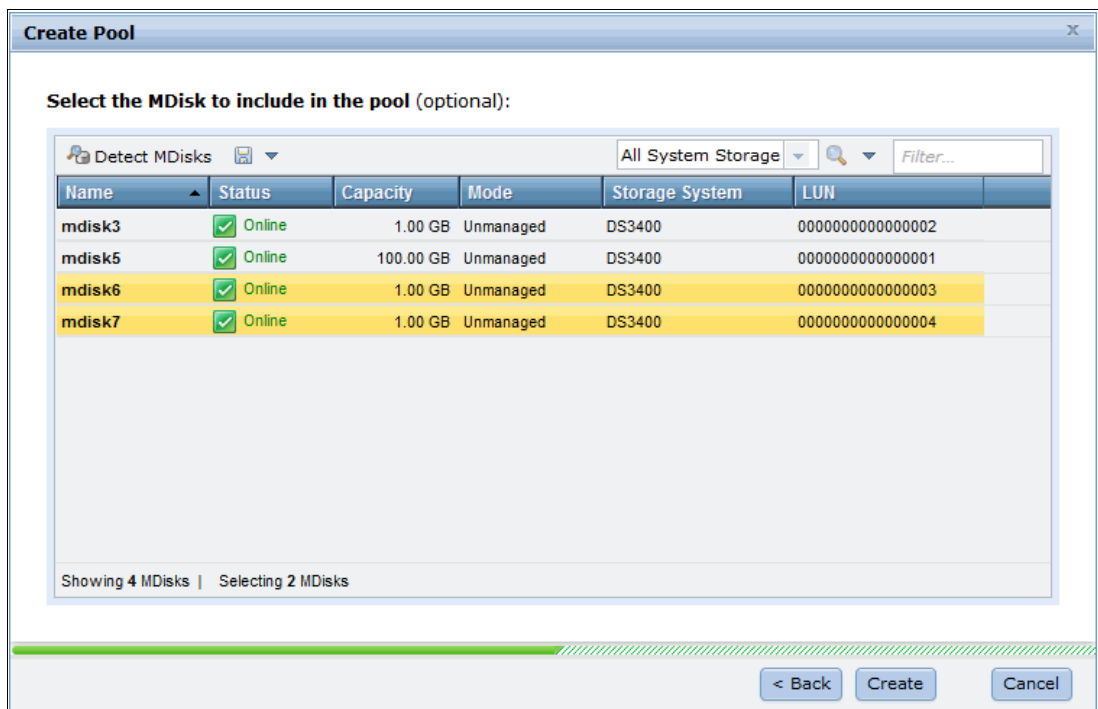 Create Pool x
Select the MDisk to include in the pool (optional):
Detect MDisks All System Storage Filter...
Name Status Capacity Mode Storage System LUN
mdisk3 Online 1.00 GB Unmanaged DS3400 0000000000000002
mdisk5 Online 100.00 GB Unmanaged DS3400 0000000000000001
mdisk6 Online 1.00 GB Unmanaged DS3400 0000000000000003
mdisk7 Online 1.00 GB Unmanaged DS3400 0000000000000004
Showing 4 MDisks | Selecting 2 MDisks
< Back Create Cancel